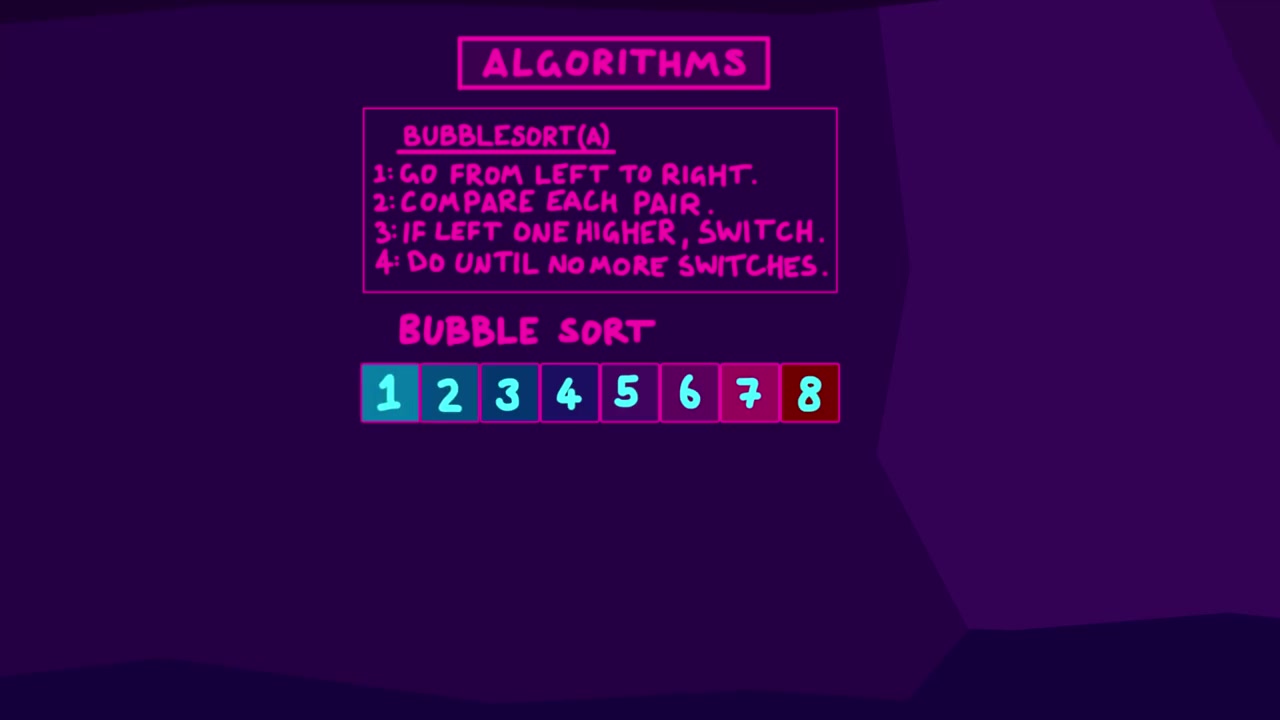 ALGORITHMS
BUBBLESORT(A)
1: GO FROM LEFT TO RIGHT.
2: COMPARE EACH PAIR.
3: IF LEFT ONE HIGHER, SWITCH.
4: DO UNTIL NO MORE SWITCHES.
BUBBLE SORT
1 2 3 4 5 6 7 8